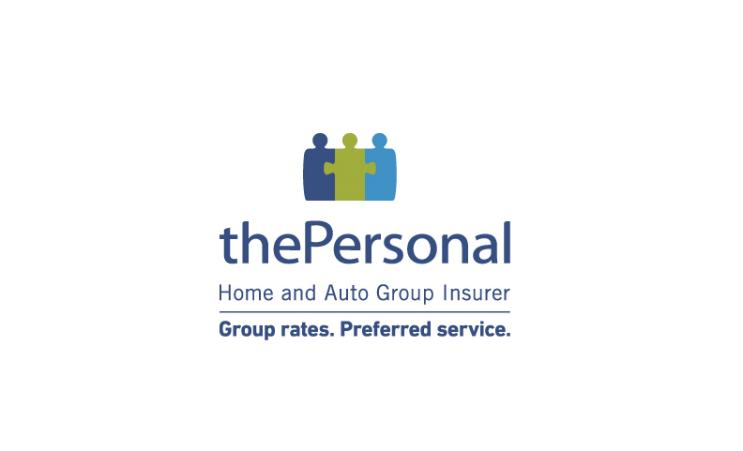 thePersonal
Home and Auto Group Insurer
Group rates. Preferred service.